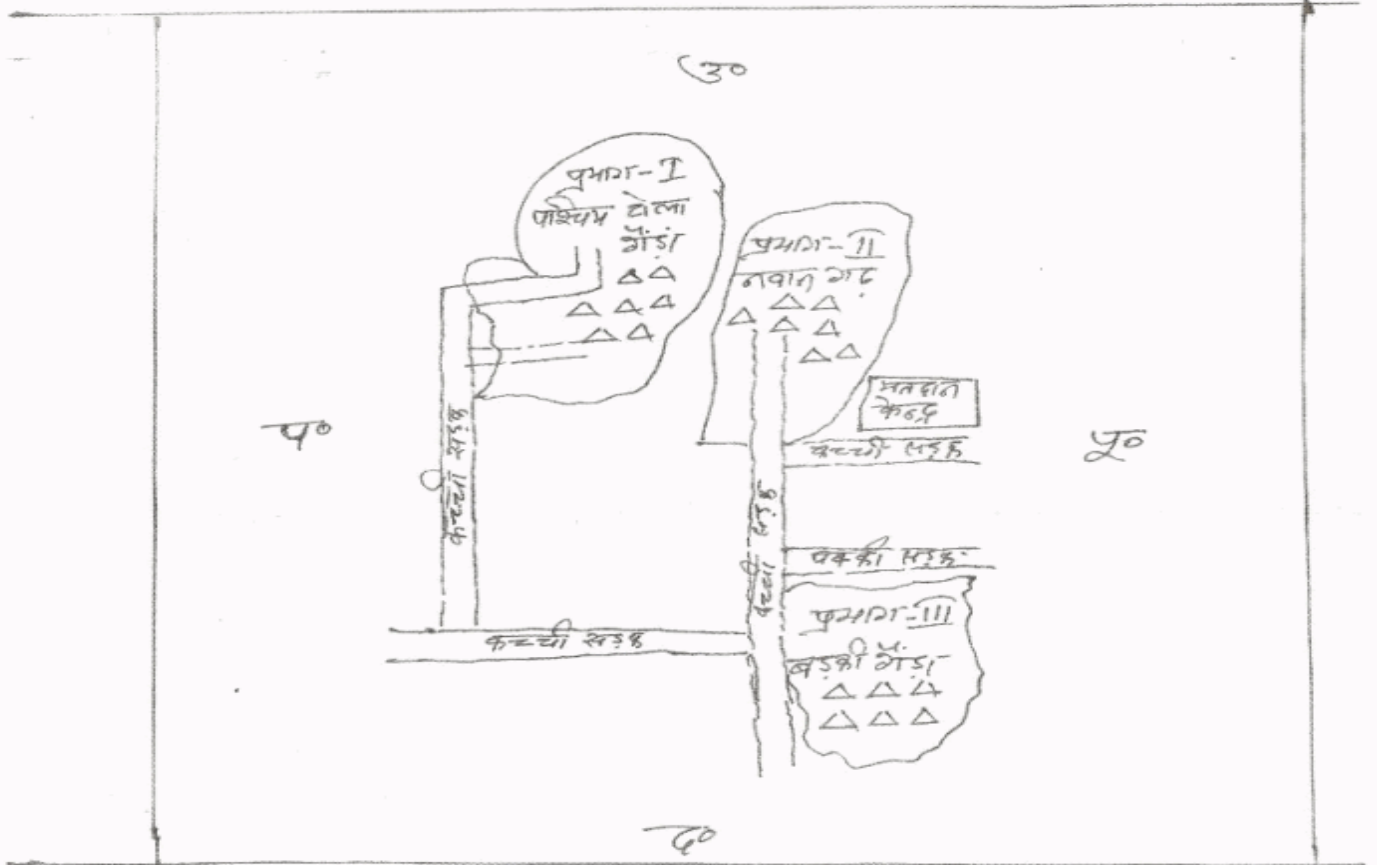 उ०
प्रभाग-I
पश्चिम टोला
गैंड़ा
प्रभाग-II
नवान गढ़
मतदान
केन्द्र
कच्ची सड़क
प०
पू०
कच्ची सड़क
कच्ची सड़क
पक्की सड़क
प्रभाग-III
बड़की गैंड़ा
कच्ची सड़क
द०